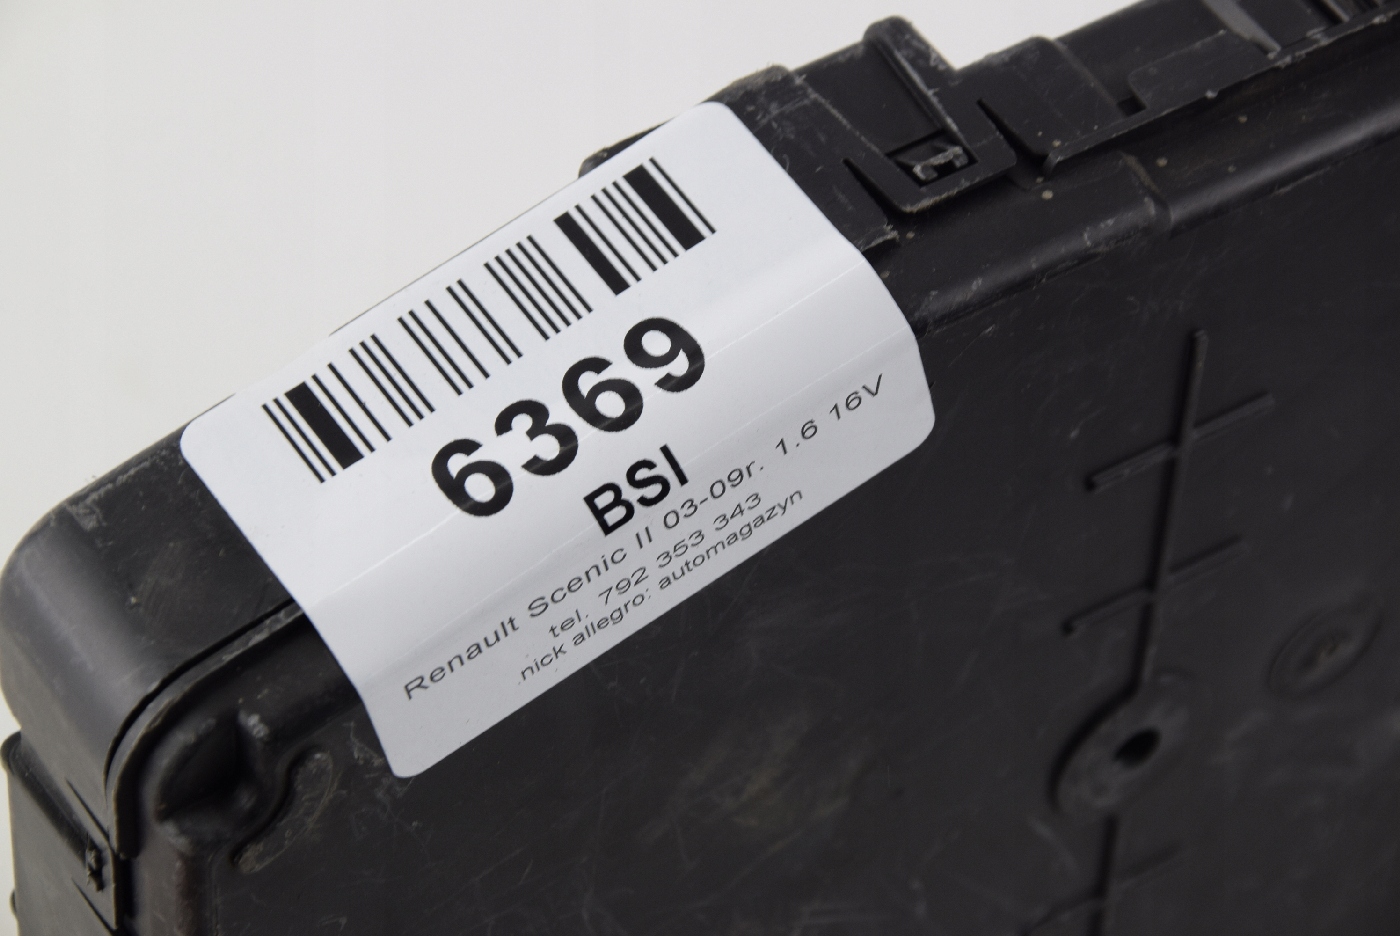 6369
BSI
Renault Scenic II 03-09r. 1.6 16V
tel. 792 353 343
nick allegro: automagazyn